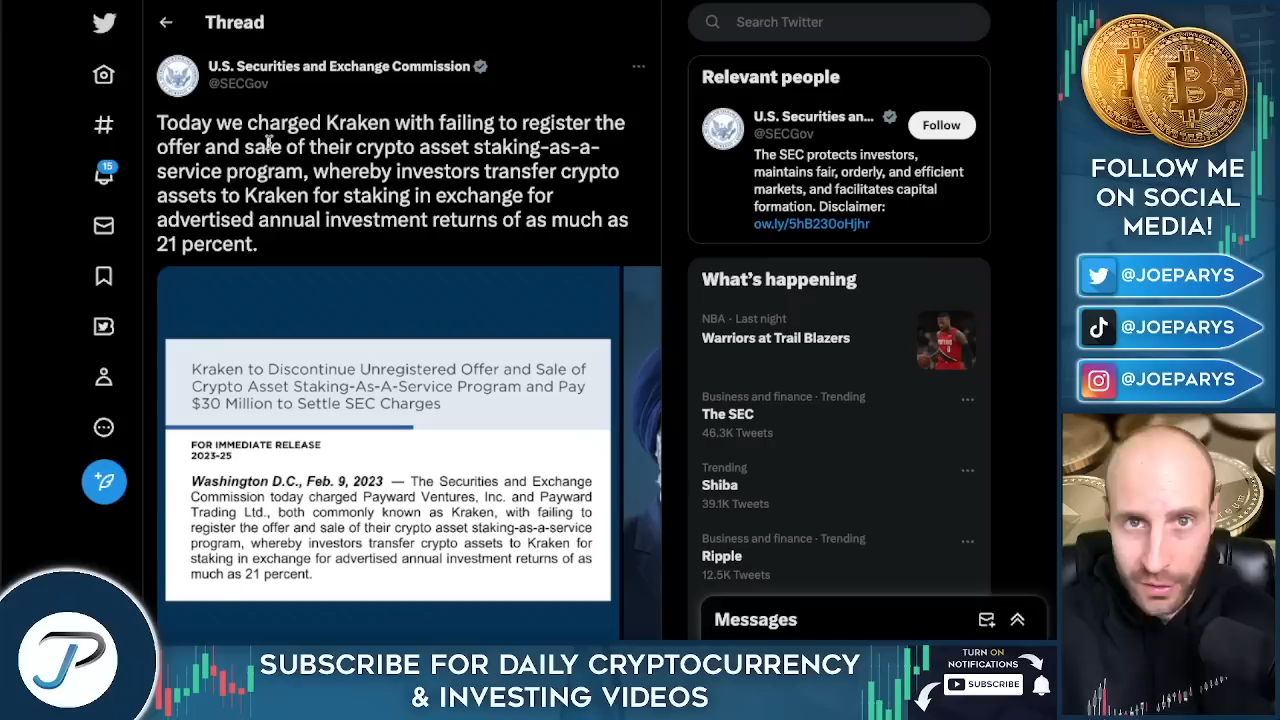 Thread
U.S. Securities and Exchange Commission
@SECGov
Today we charged Kraken with failing to register the
offer and sale of their crypto asset staking-as-a-
service program, whereby investors transfer crypto
assets to Kraken for staking in exchange for
advertised annual investment returns of as much as
21 percent.
15
Kraken to Discontinue Unregistered Offer and Sale of
Crypto Asset Staking-As-A-Service Program and Pay
$30 Million to Settle SEC Charges
FOR IMMEDIATE RELEASE
2023-25
Washington D.C., Feb. 9, 2023 — The Securities and Exchange
Commission today charged Payward Ventures, Inc. and Payward
Trading Ltd., both commonly known as Kraken, with failing to
register the offer and sale of their crypto asset staking-as-a-service
program, whereby investors transfer crypto assets to Kraken for
staking in exchange for advertised annual investment returns of as
much as 21 percent.
Search Twitter
Relevant people
U.S. Securities an...
@SECGov
Follow
The SEC protects investors,
maintains fair, orderly, and efficient
markets, and facilitates capital
formation. Disclaimer:
ow.ly/5hB230oHjhr
What's happening
NBA · Last night
Warriors at Trail Blazers
Business and finance · Trending
The SEC
46.3K Tweets
Trending
Shiba
39.1K Tweets
Business and finance · Trending
Ripple
12.5K Tweets
Messages
FOLLOW ME
ON SOCIAL
MEDIA!
@JOEPARYS
@JOEPARYS
@JOEPARYS
JP
SUBSCRIBE FOR DAILY CRYPTOCURRENCY
& INVESTING VIDEOS
TURN ON
NOTIFICATIONS
SUBSCRIBE